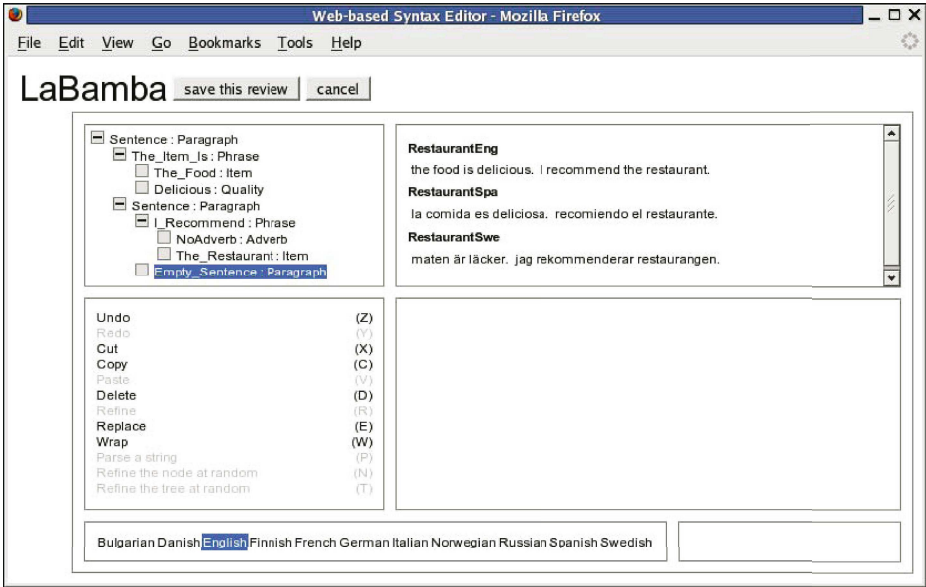 Web-based Syntax Editor - Mozilla Firefox
File Edit View Go Bookmarks Tools Help
LaBamba save this review cancel
Sentence : Paragraph
The_Item_Is : Phrase
The_Food : Item
Delicious : Quality
Sentence : Paragraph
I_Recommend : Phrase
NoAdverb : Adverb
The_Restaurant : Item
Empty_Sentence : Paragraph
RestaurantEng
the food is delicious. I recommend the restaurant.
RestaurantSpa
la comida es deliciosa. recomiendo el restaurante.
RestaurantSwe
maten är läcker. jag rekommenderar restaurangen.
Undo (Z)
Redo (Y)
Cut (X)
Copy (C)
Paste (V)
Delete (D)
Refine (R)
Replace (E)
Wrap (W)
Parse a string (P)
Refine the node at random (N)
Refine the tree at random (T)
Bulgarian Danish English Finnish French German Italian Norwegian Russian Spanish Swedish